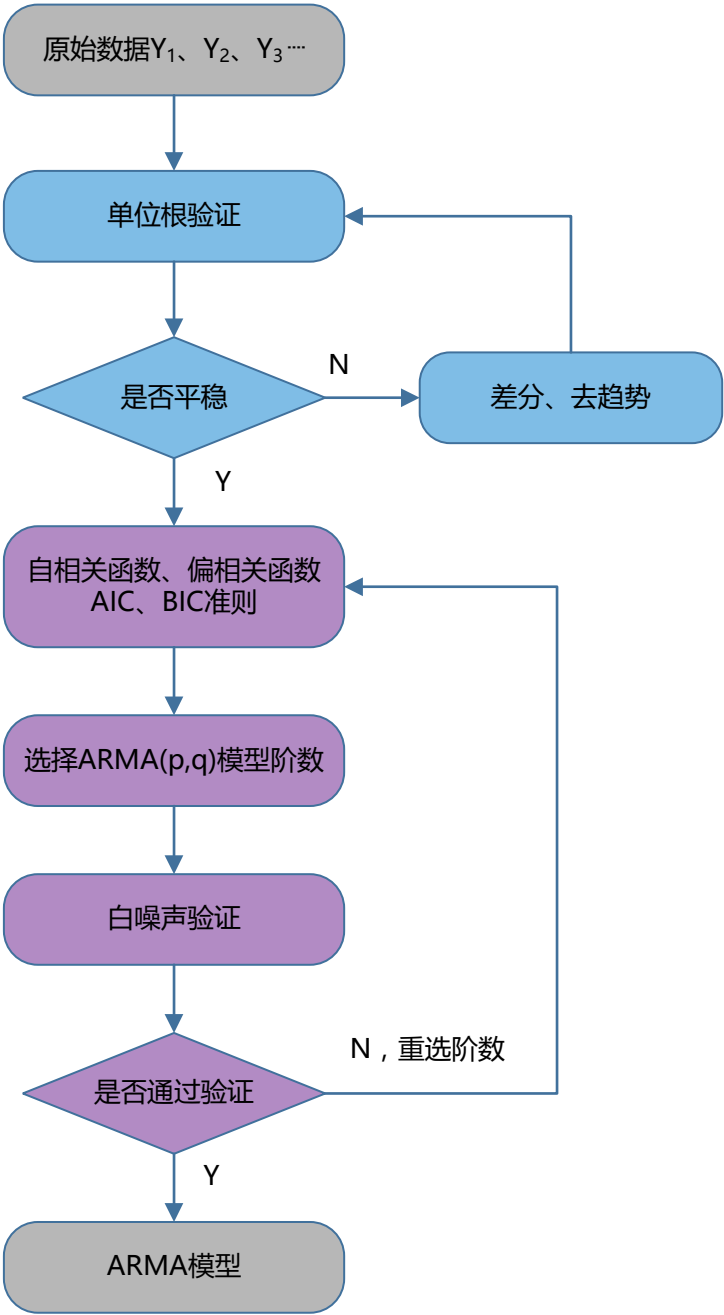 原始数据Y₁、Y₂、Y₃····
单位根验证
是否平稳
N
差分、去趋势
Y
自相关函数、偏相关函数
AIC、BIC准则
选择ARMA(p,q)模型阶数
白噪声验证
N，重选阶数
是否通过验证
Y
ARMA模型